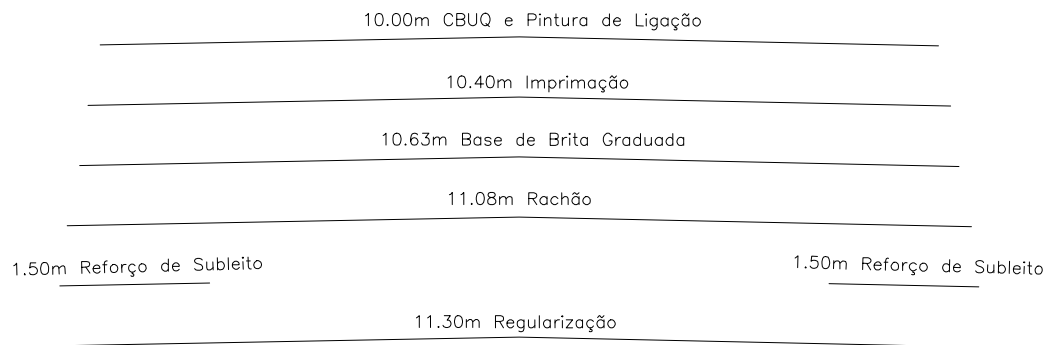 10.00m CBUQ e Pintura de Ligação
10.40m Imprimação
10.63m Base de Brita Graduada
11.08m Rachão
1.50m Reforço de Subleito
1.50m Reforço de Subleito
11.30m Regularização